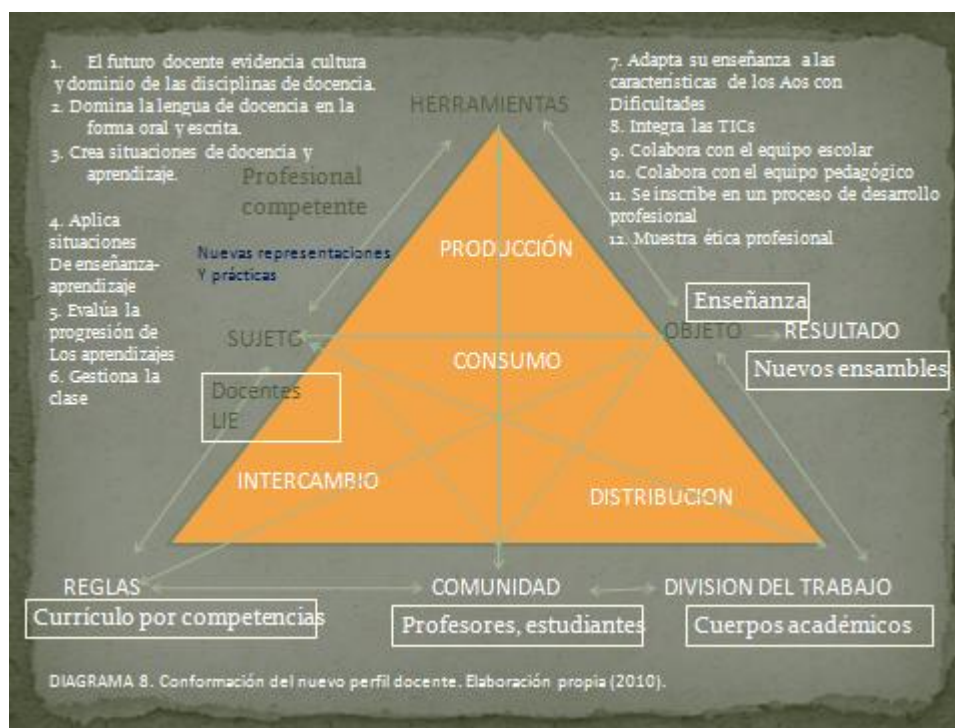 1. El futuro docente evidencia cultura
y dominio de las disciplinas de docencia.
2. Domina la lengua de docencia en la
forma oral y escrita.
3. Crea situaciones de docencia y
aprendizaje.
4. Aplica
situaciones
De enseñanza-
aprendizaje
5. Evalúa la
progresión de
Los aprendizajes
6. Gestiona la
clase
7. Adapta su enseñanza a las
características de los Aos con
Dificultades
8. Integra las TICs
9. Colabora con el equipo escolar
10. Colabora con el equipo pedagógico
11. Se inscribe en un proceso de desarrollo
profesional
12. Muestra ética profesional
HERRAMIENTAS
Profesional
competente
Nuevas representaciones
Y prácticas
PRODUCCIÓN
Enseñanza
SUJETO
OBJETO
RESULTADO
CONSUMO
Nuevos ensambles
Docentes
LIE
INTERCAMBIO
DISTRIBUCION
REGLAS
COMUNIDAD
DIVISION DEL TRABAJO
Currículo por competencias
Profesores, estudiantes
Cuerpos académicos
DIAGRAMA 8. Conformación del nuevo perfil docente. Elaboración propia (2010).